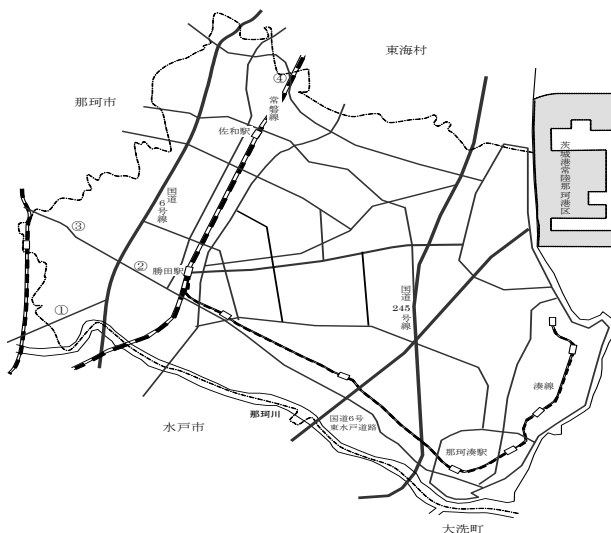 東海村
那珂市
④
常磐線
佐和駅
茨城港常陸那珂港区
国道
6号線
③
②
勝田駅
①
国道
245号線
湊線
那珂川
国道6号
東水戸道路
水戸市
那珂湊駅
大洗町